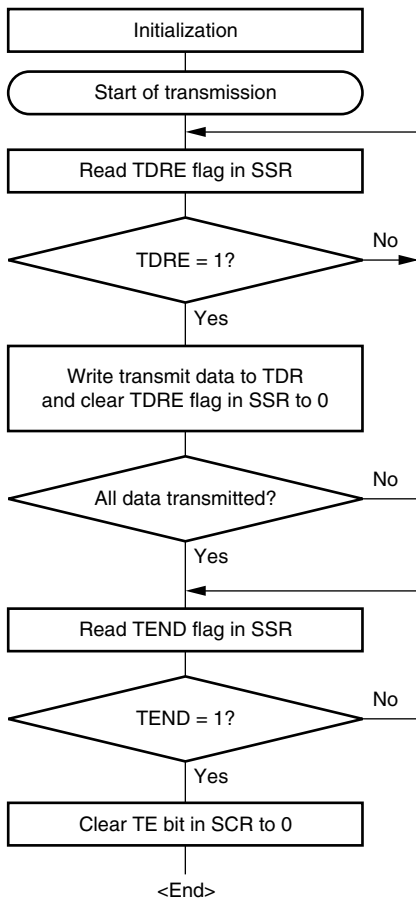 Initialization
Start of transmission
Read TDRE flag in SSR
TDRE = 1?
No
Yes
Write transmit data to TDR
and clear TDRE flag in SSR to 0
All data transmitted?
No
Yes
Read TEND flag in SSR
TEND = 1?
No
Yes
Clear TE bit in SCR to 0
<End>